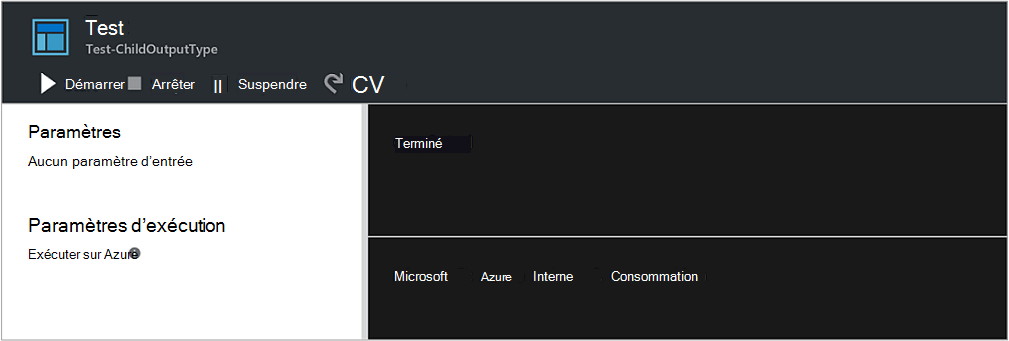 Test
Test-ChildOutputType
Démarrer Arrêter Suspendre CV
Paramètres
Aucun paramètre d’entrée
Terminé
Paramètres d’exécution
Exécuter sur Azure
Microsoft Azure Interne Consommation